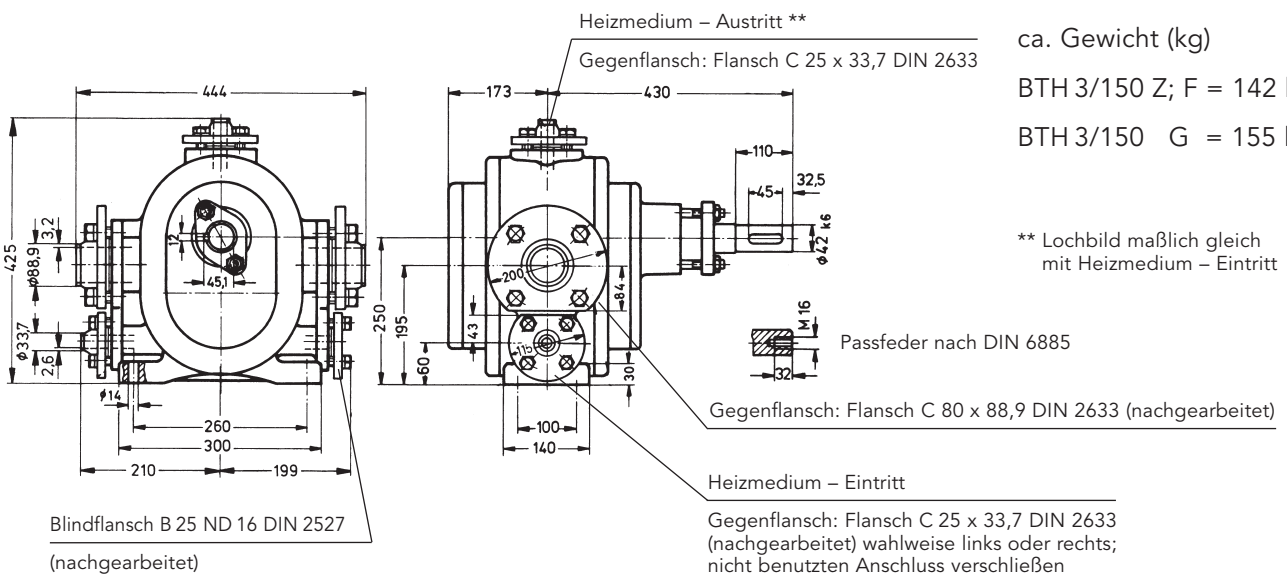 Heizmedium – Austritt **
Gegenflansch: Flansch C 25 x 33,7 DIN 2633
ca. Gewicht (kg)
BTH 3/150 Z; F = 142
BTH 3/150 G = 155
** Lochbild maßlich gleich
mit Heizmedium – Eintritt
444
425
3,2
ϕ88,9
ϕ33,7
2,6
ϕ14
12
45,1
260
300
210
199
173
430
110
45
32,5
ϕ42 k6
200
84
250
195
60
43
115
30
100
140
M 16
32
Passfeder nach DIN 6885
Gegenflansch: Flansch C 80 x 88,9 DIN 2633 (nachgearbeitet)
Heizmedium – Eintritt
Gegenflansch: Flansch C 25 x 33,7 DIN 2633
(nachgearbeitet) wahlweise links oder rechts;
nicht benutzten Anschluss verschließen
Blindflansch B 25 ND 16 DIN 2527
(nachgearbeitet)